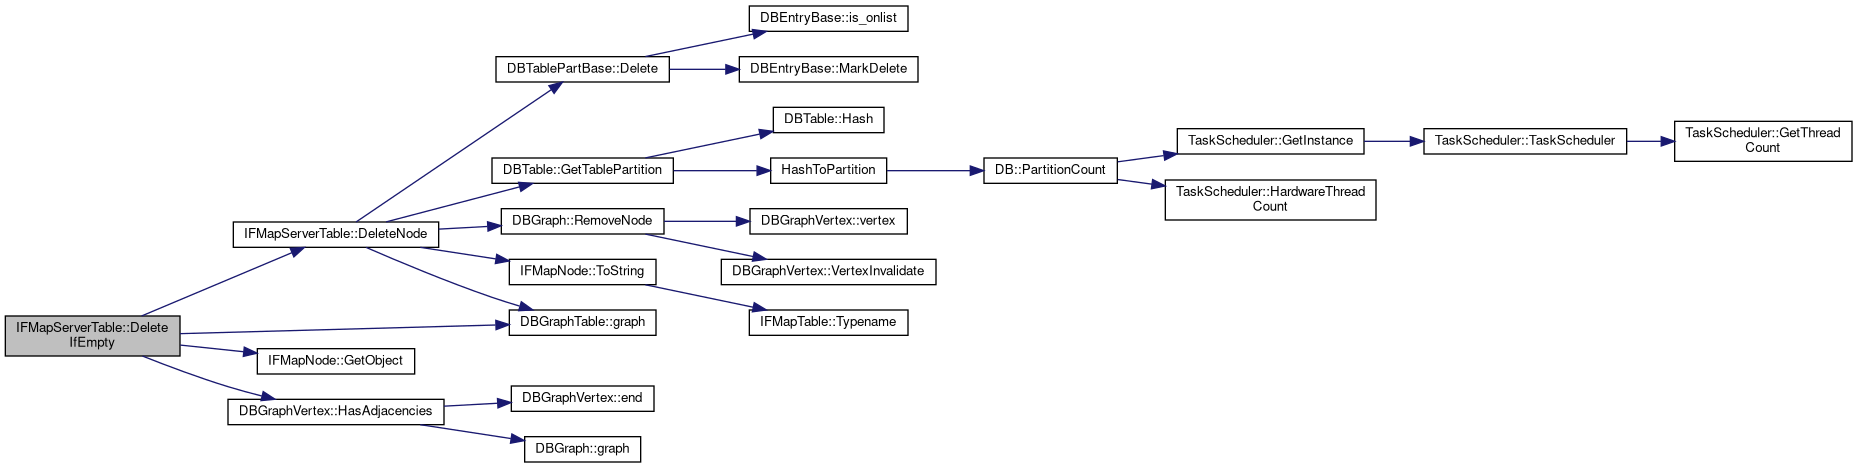 DBEntryBase::is_onlist
DBTablePartBase::Delete
DBEntryBase::MarkDelete
DBTable::Hash
TaskScheduler::GetInstance
TaskScheduler::TaskScheduler
TaskScheduler::GetThread
Count
DBTable::GetTablePartition
HashToPartition
DB::PartitionCount
TaskScheduler::HardwareThread
Count
IFMapServerTable::DeleteNode
DBGraph::RemoveNode
DBGraphVertex::vertex
IFMapNode::ToString
DBGraphVertex::VertexInvalidate
IFMapServerTable::Delete
IfEmpty
DBGraphTable::graph
IFMapTable::Typename
IFMapNode::GetObject
DBGraphVertex::HasAdjacencies
DBGraphVertex::end
DBGraph::graph